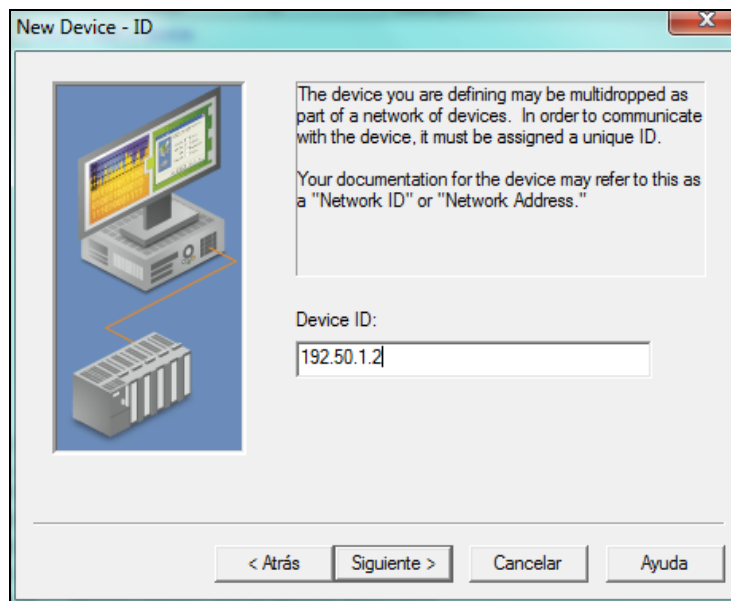 New Device - ID
The device you are defining may be multidropped as
part of a network of devices. In order to communicate
with the device, it must be assigned a unique ID.
Your documentation for the device may refer to this as
a "Network ID" or "Network Address."
Device ID:
192.50.1.2
< Atrás
Siguiente >
Cancelar
Ayuda